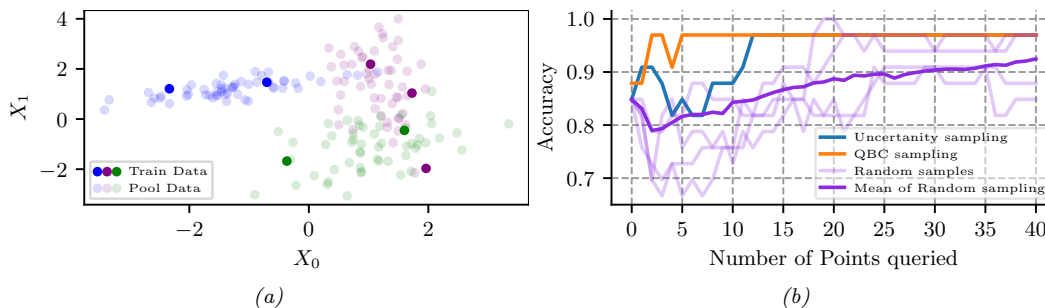 4
2
0
−2
X₁
−2
0
2
X₀
Train Data
Pool Data
(a)
1.0
0.9
0.8
0.7
Accuracy
0 5 10 15 20 25 30 35 40
Number of Points queried
Uncertanity sampling
QBC sampling
Random samples
Mean of Random sampling
(b)